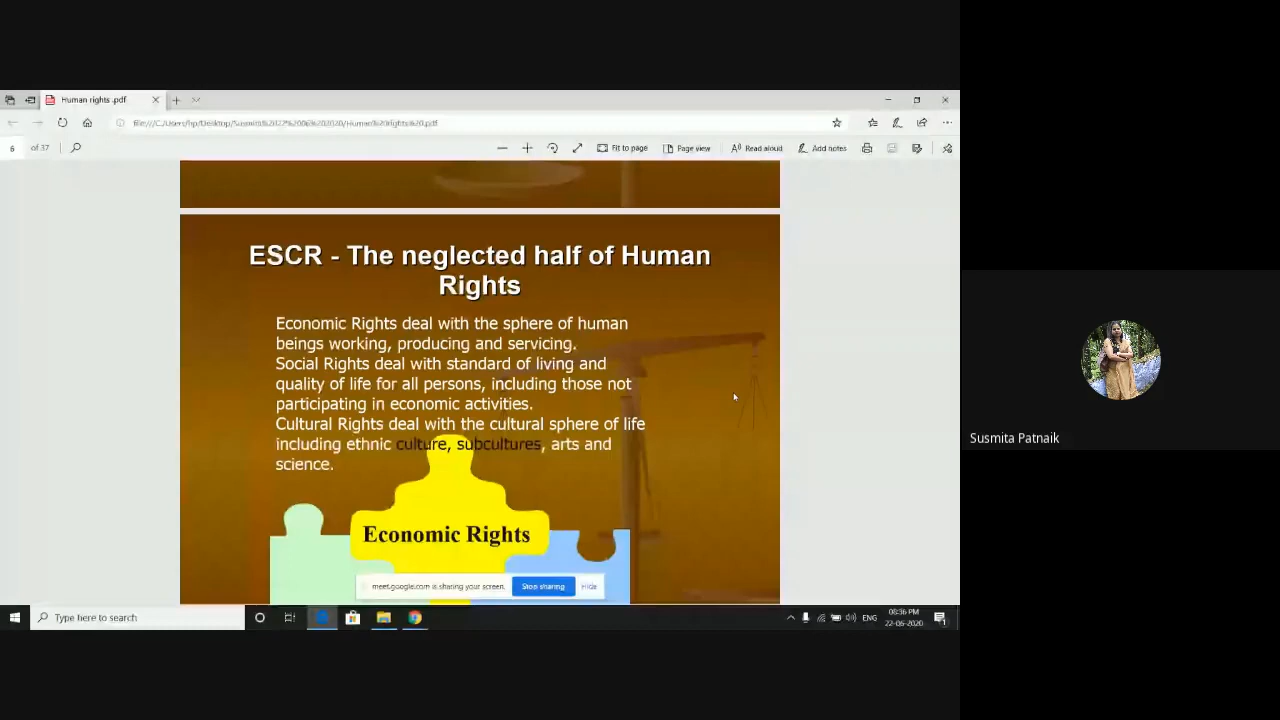 Human rights .pdf
6 of 37
Fit to page
Page view
Read aloud
Add notes
ESCR - The neglected half of Human
Rights
Economic Rights deal with the sphere of human
beings working, producing and servicing.
Social Rights deal with standard of living and
quality of life for all persons, including those not
participating in economic activities.
Cultural Rights deal with the cultural sphere of life
including ethnic culture, subcultures, arts and
science.
Economic Rights
meet.google.com is sharing your screen.
Stop sharing
Hide
Type here to search
ENG
08:36 PM
22-06-2020
Susmita Patnaik